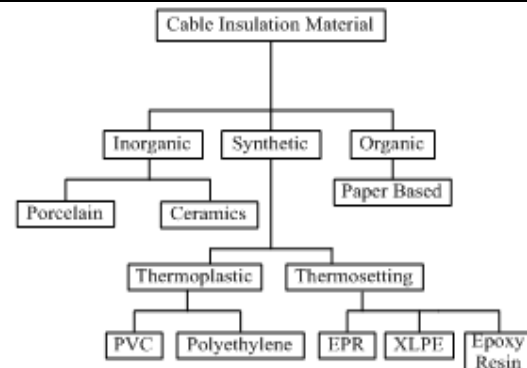 Cable Insulation Material
Inorganic Synthetic Organic
Porcelain Ceramics Paper Based
Thermoplastic Thermosetting
PVC Polyethylene EPR XLPE Epoxy
Resin